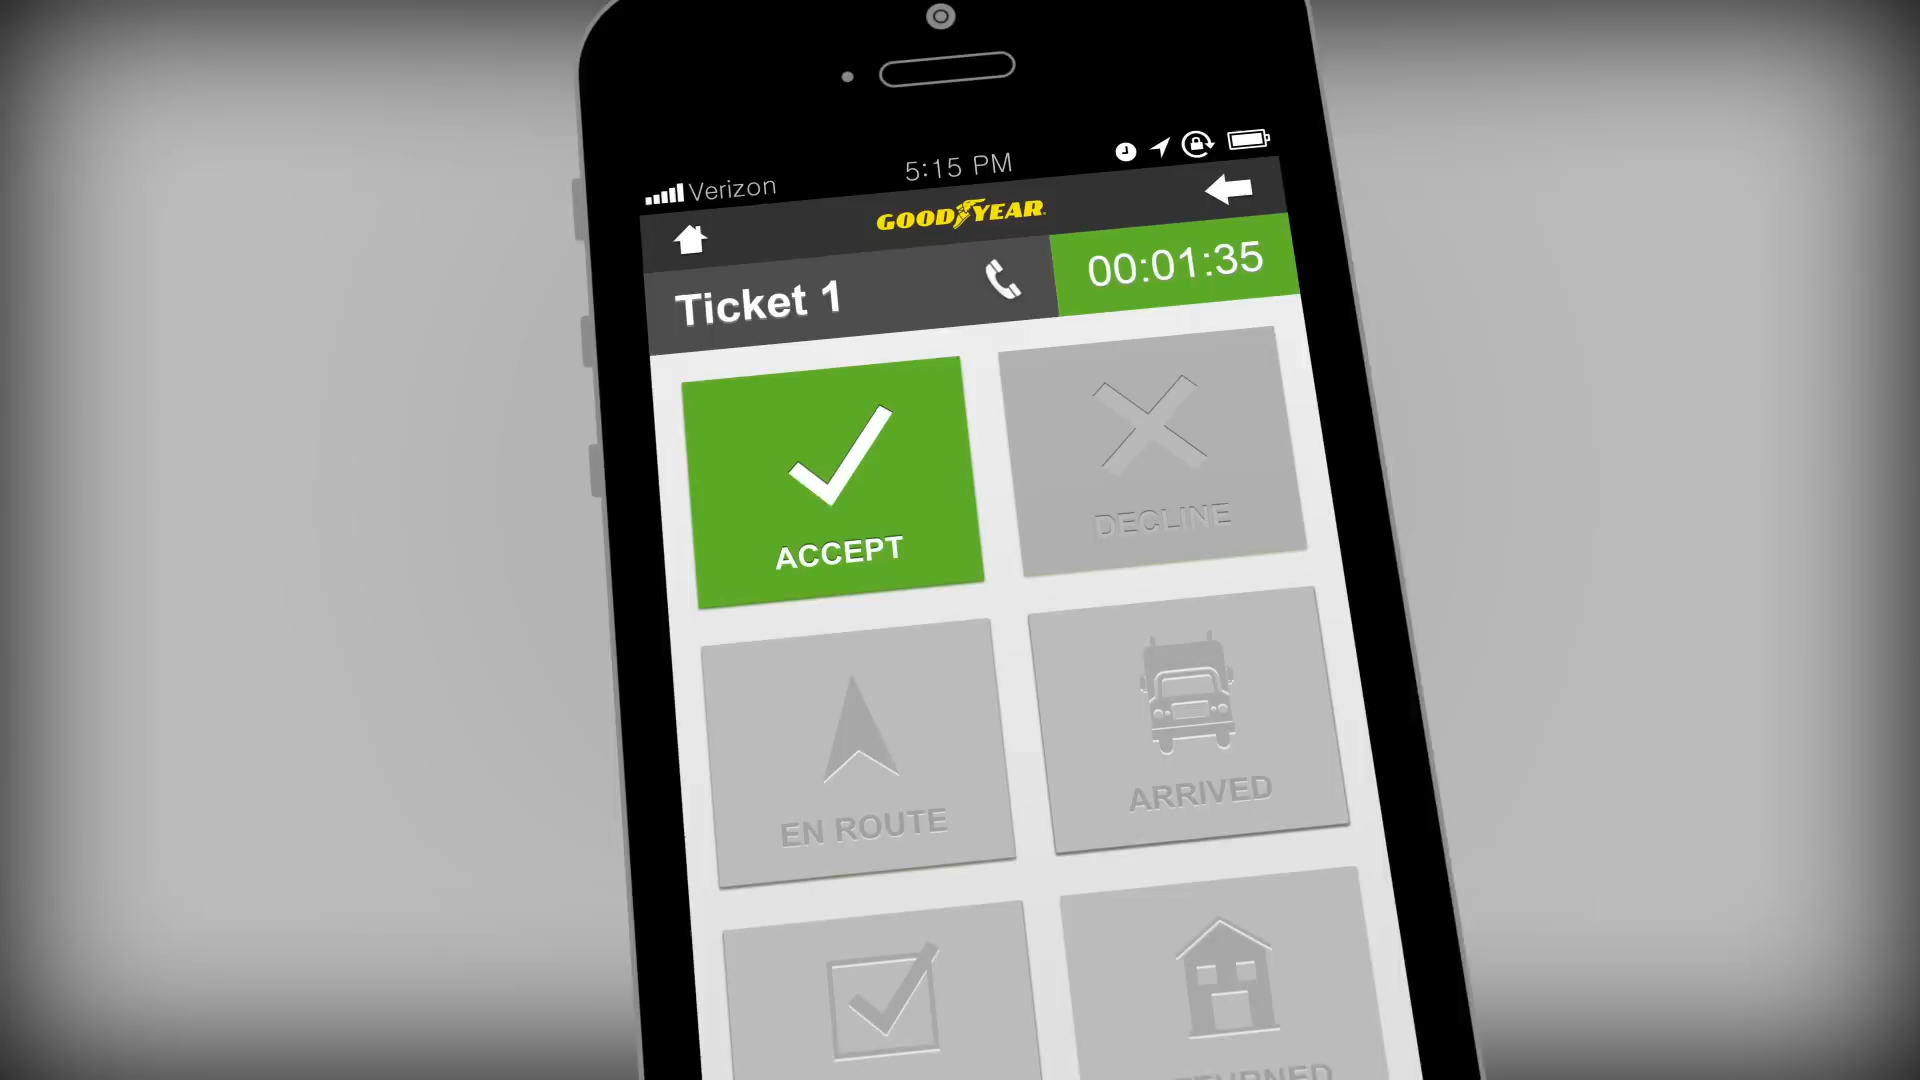 Verizon 5:15 PM
GOODYEAR
Ticket 1 00:01:35
ACCEPT DECLINE
EN ROUTE ARRIVED